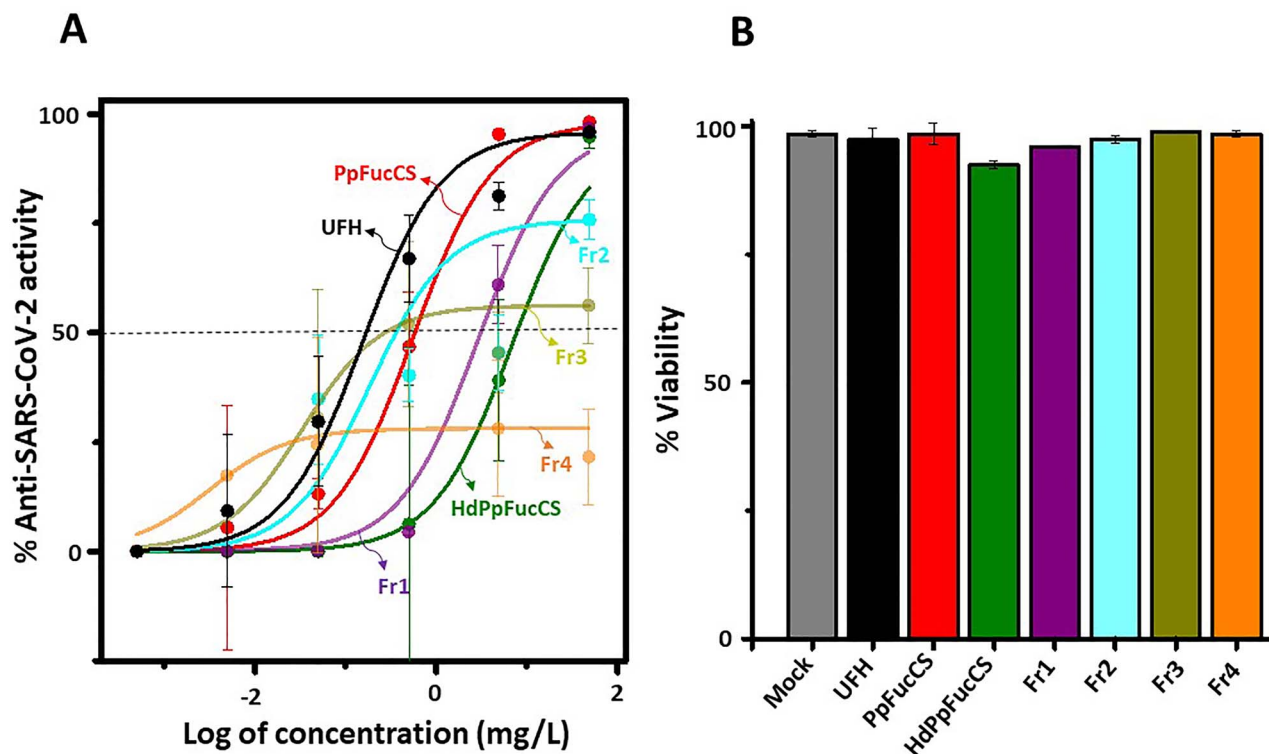 A
% Anti-SARS-CoV-2 activity
100
50
0
PpFucCS
UFH
Fr2
Fr3
Fr4
HdPpFucCS
Fr1
-2
0
2
Log of concentration (mg/L)
B
% Viability
100
50
0
Mock
UFH
PpFucCS
HdPpFucCS
Fr1
Fr2
Fr3
Fr4